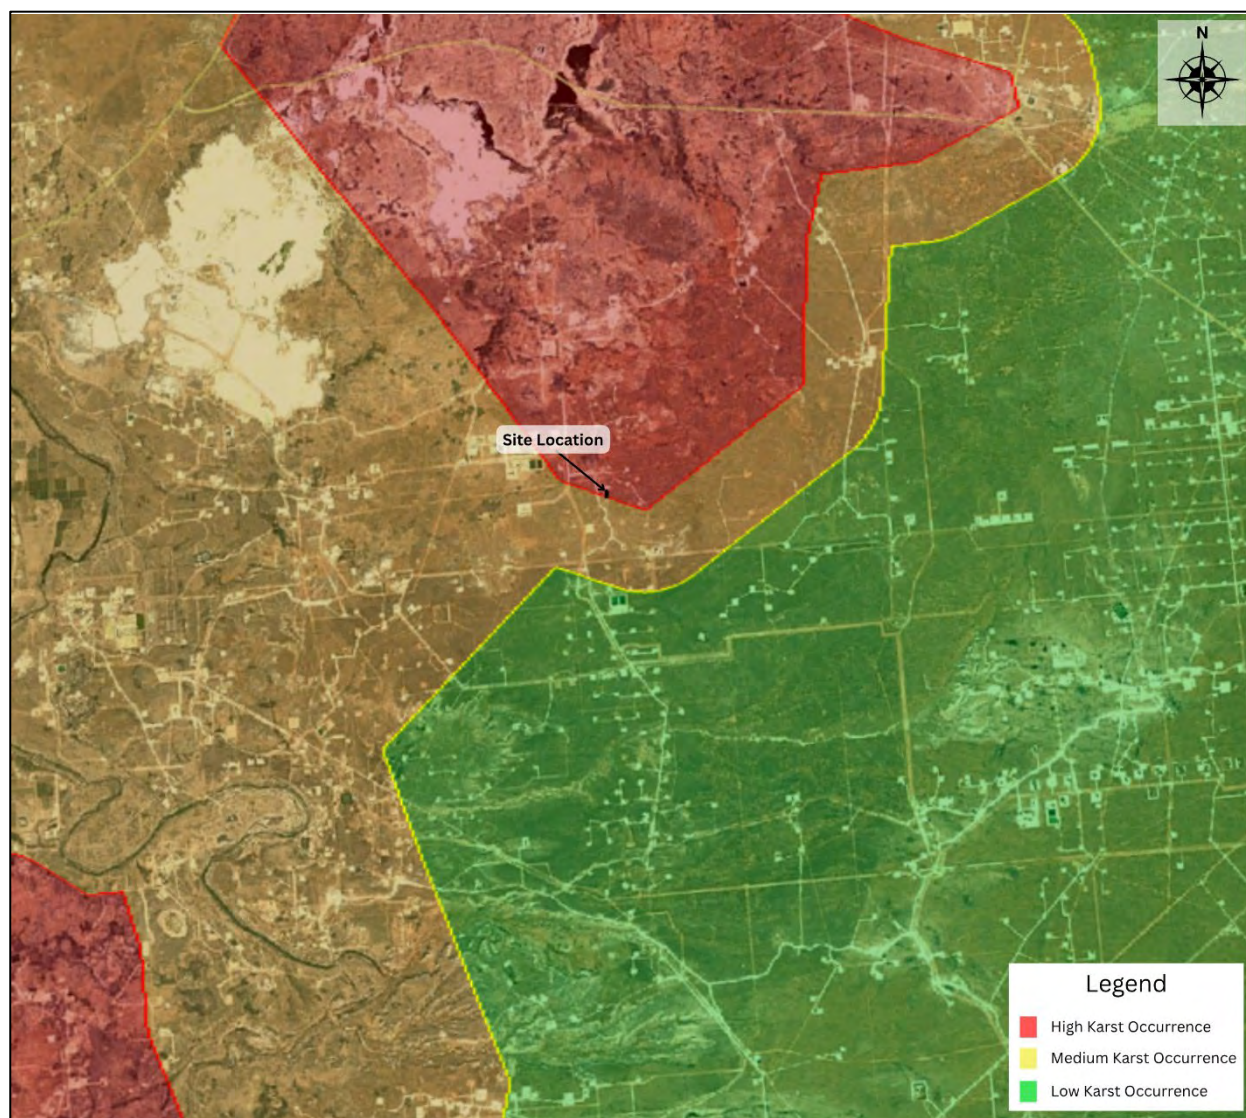 N
Site Location
Legend
High Karst Occurrence
Medium Karst Occurrence
Low Karst Occurrence